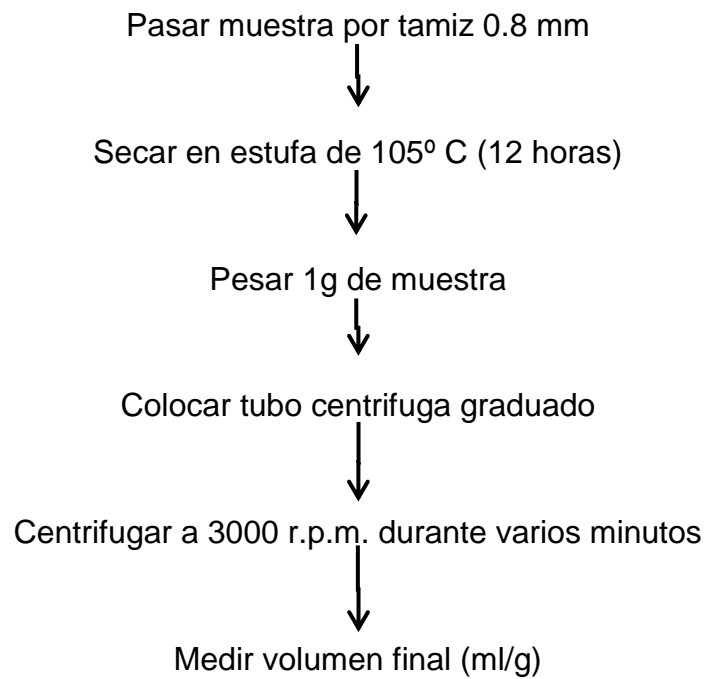 Pasar muestra por tamiz 0.8 mm
Secar en estufa de 105º C (12 horas)
Pesar 1g de muestra
Colocar tubo centrifuga graduado
Centrifugar a 3000 r.p.m. durante varios minutos
Medir volumen final (ml/g)